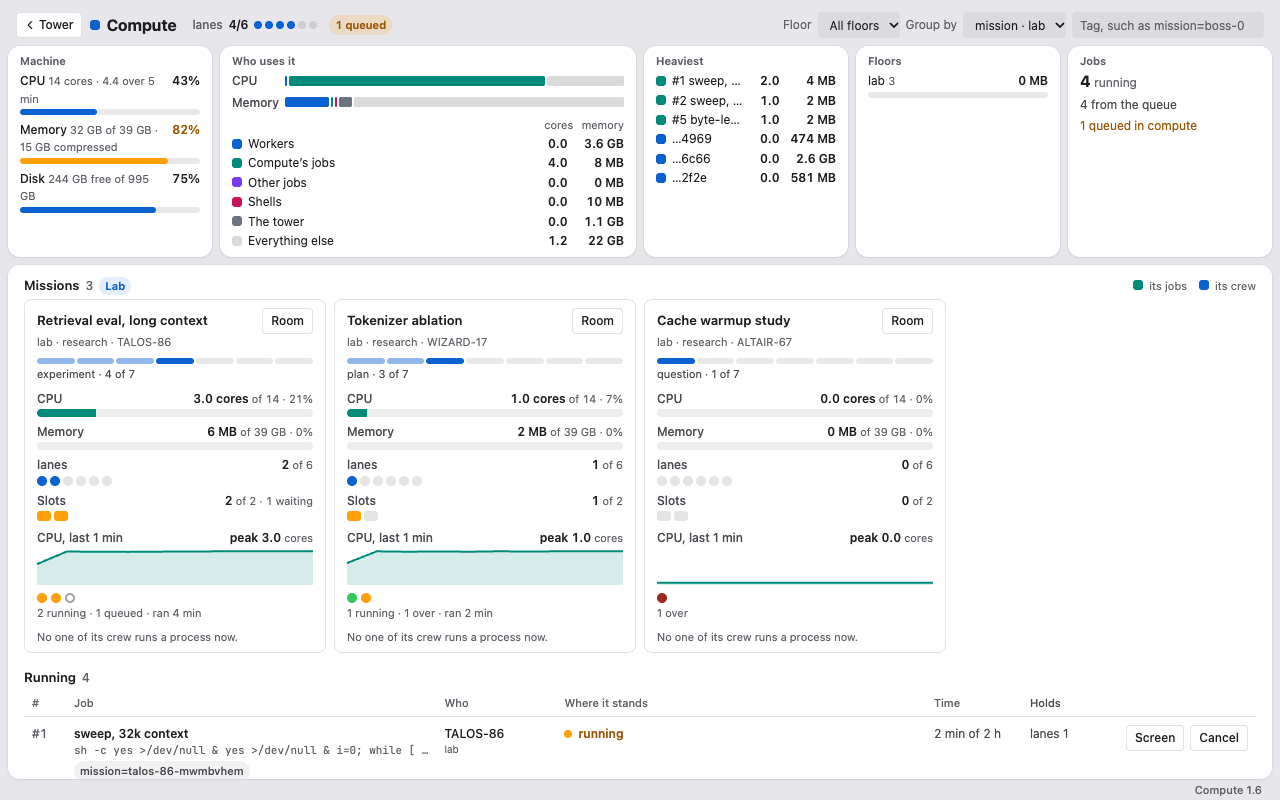 Tower
Compute
lanes 4/6
1 queued
Floor
All floors
Group by
mission · lab
Tag, such as mission=boss-0
Machine
CPU 14 cores · 4.4 over 5 min
43%
Memory 32 GB of 39 GB · 15 GB compressed
82%
Disk 244 GB free of 995 GB
75%
Who uses it
CPU
Memory
cores memory
Workers 0.0 3.6 GB
Compute's jobs 4.0 8 MB
Other jobs 0.0 0 MB
Shells 0.0 10 MB
The tower 0.0 1.1 GB
Everything else 1.2 22 GB
Heaviest
#1 sweep, ... 2.0 4 MB
#2 sweep, ... 1.0 2 MB
#5 byte-le... 1.0 2 MB
...4969 0.0 474 MB
...6c66 0.0 2.6 GB
...2f2e 0.0 581 MB
Floors
lab 3 0 MB
Jobs
4 running
4 from the queue
1 queued in compute
Missions 3 Lab
its jobs its crew
Retrieval eval, long context
Room
lab · research · TALOS-86
experiment · 4 of 7
CPU 3.0 cores of 14 · 21%
Memory 6 MB of 39 GB · 0%
lanes 2 of 6
Slots 2 of 2 · 1 waiting
CPU, last 1 min peak 3.0 cores
2 running · 1 queued · ran 4 min
No one of its crew runs a process now.
Tokenizer ablation
Room
lab · research · WIZARD-17
plan · 3 of 7
CPU 1.0 cores of 14 · 7%
Memory 2 MB of 39 GB · 0%
lanes 1 of 6
Slots 1 of 2
CPU, last 1 min peak 1.0 cores
1 running · 1 over · ran 2 min
No one of its crew runs a process now.
Cache warmup study
Room
lab · research · ALTAIR-67
question · 1 of 7
CPU 0.0 cores of 14 · 0%
Memory 0 MB of 39 GB · 0%
lanes 0 of 6
Slots 0 of 2
CPU, last 1 min peak 0.0 cores
1 over
No one of its crew runs a process now.
Running 4
# Job Who Where it stands Time Holds
#1 sweep, 32k context TALOS-86 running 2 min of 2 h lanes 1 Screen Cancel
sh -c yes >/dev/null & yes >/dev/null & i=0; while [ … lab
mission=talos-86-mwmbvhem
Compute 1.6